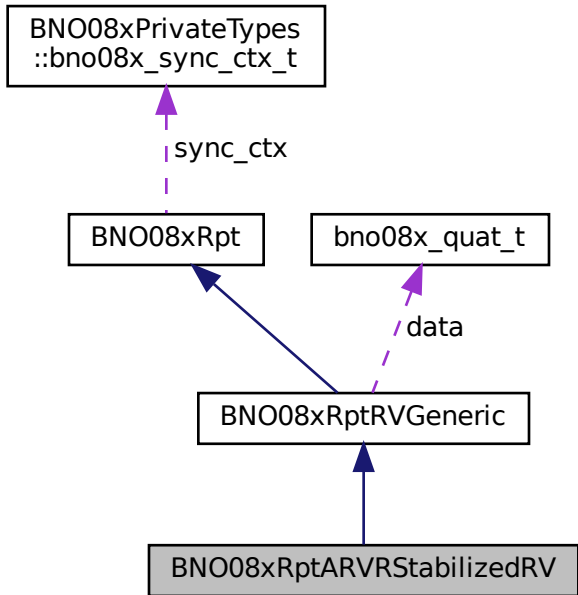 BNO08xPrivateTypes
::bno08x_sync_ctx_t
sync_ctx
BNO08xRpt
bno08x_quat_t
data
BNO08xRptRVGeneric
BNO08xRptARVRStabilizedRV